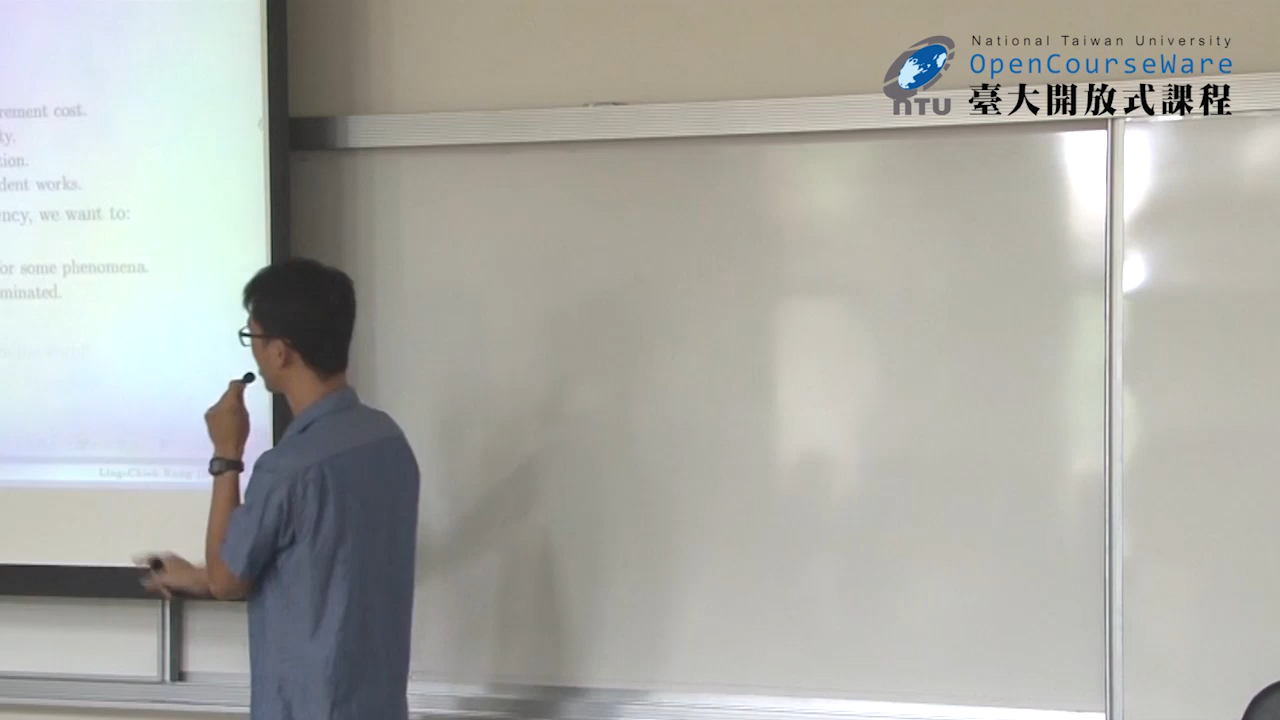 National Taiwan University
OpenCourseWare
NTU 臺大開放式課程
rement cost.
ty.
tion.
dent works.
ency, we want to:
for some phenomena.
minated.